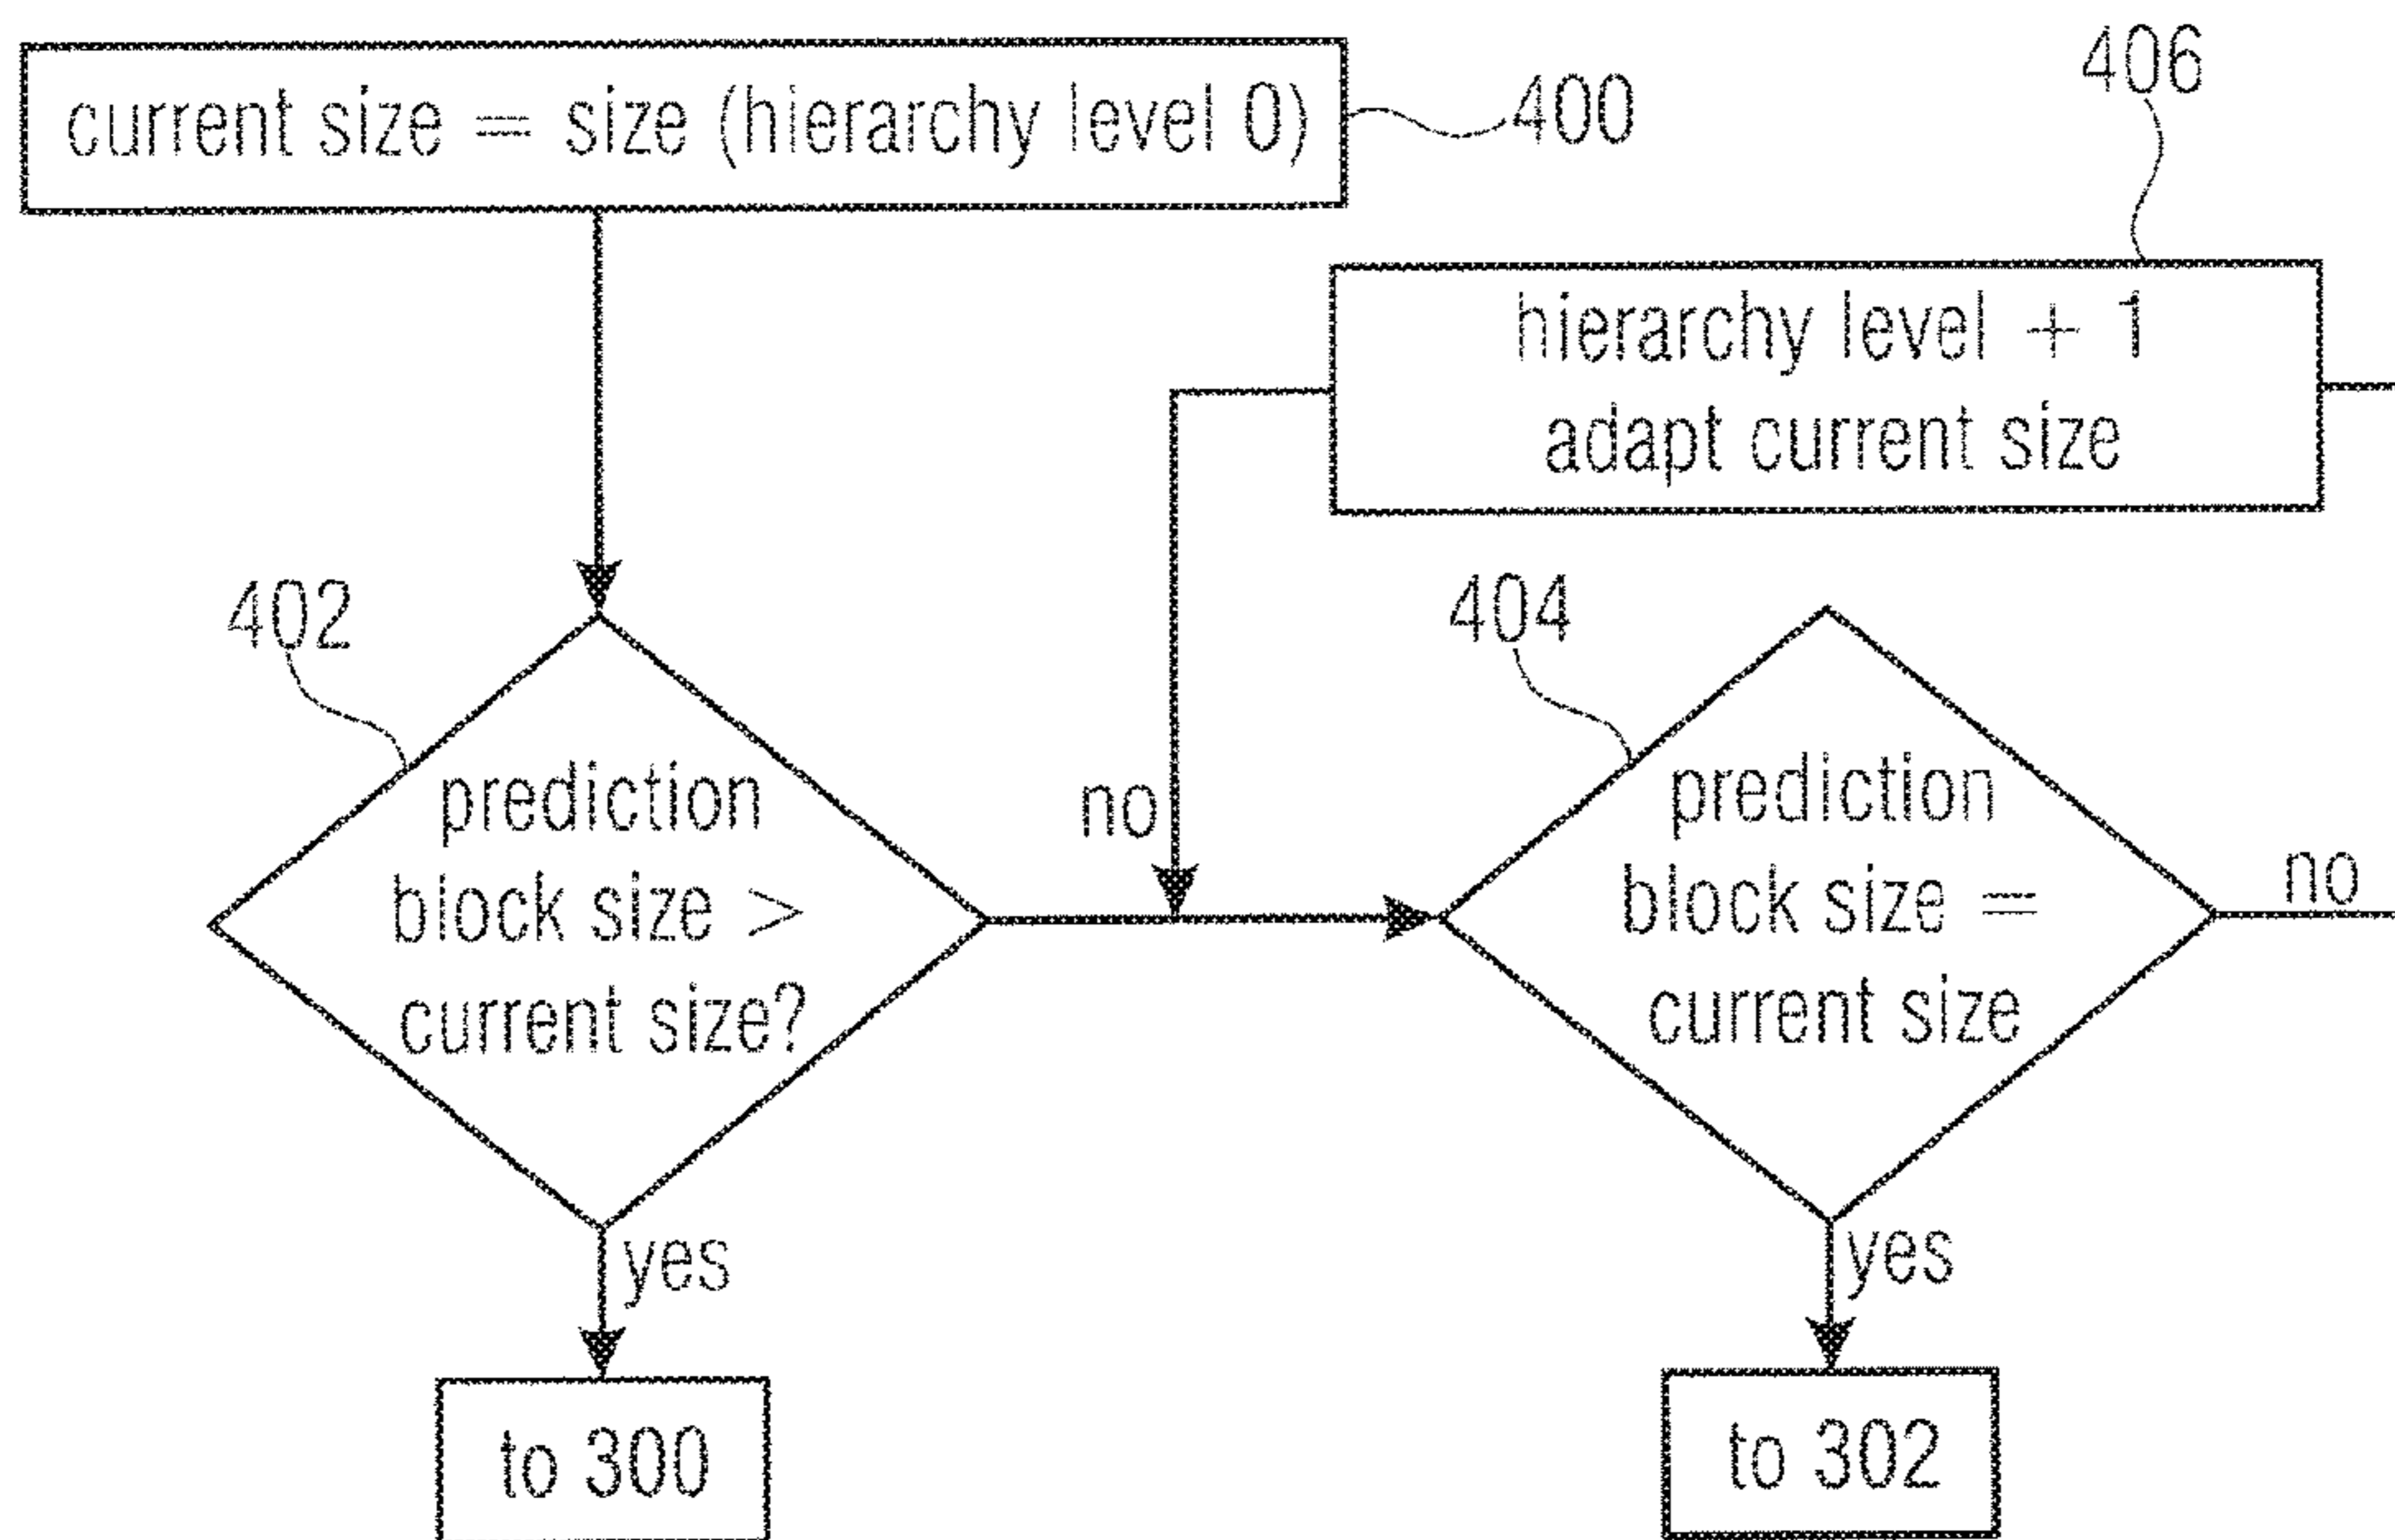 current size = size (hierarchy level 0)
400
406
hierarchy level + 1
adapt current size
402
prediction
block size >
current size?
no
404
prediction
block size =
current size
no
yes
yes
to 300
to 302